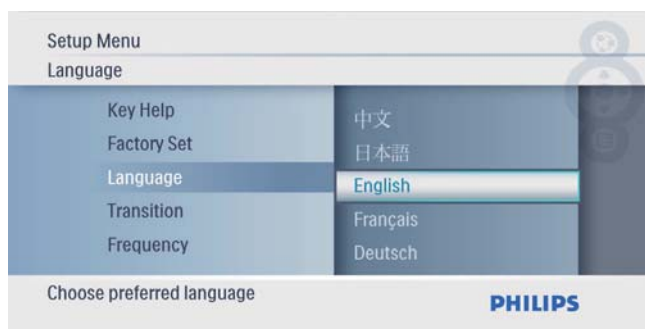 Setup Menu
Language
Key Help
Factory Set
Language
Transition
Frequency
中文
日本語
English
Français
Deutsch
Choose preferred language
PHILIPS